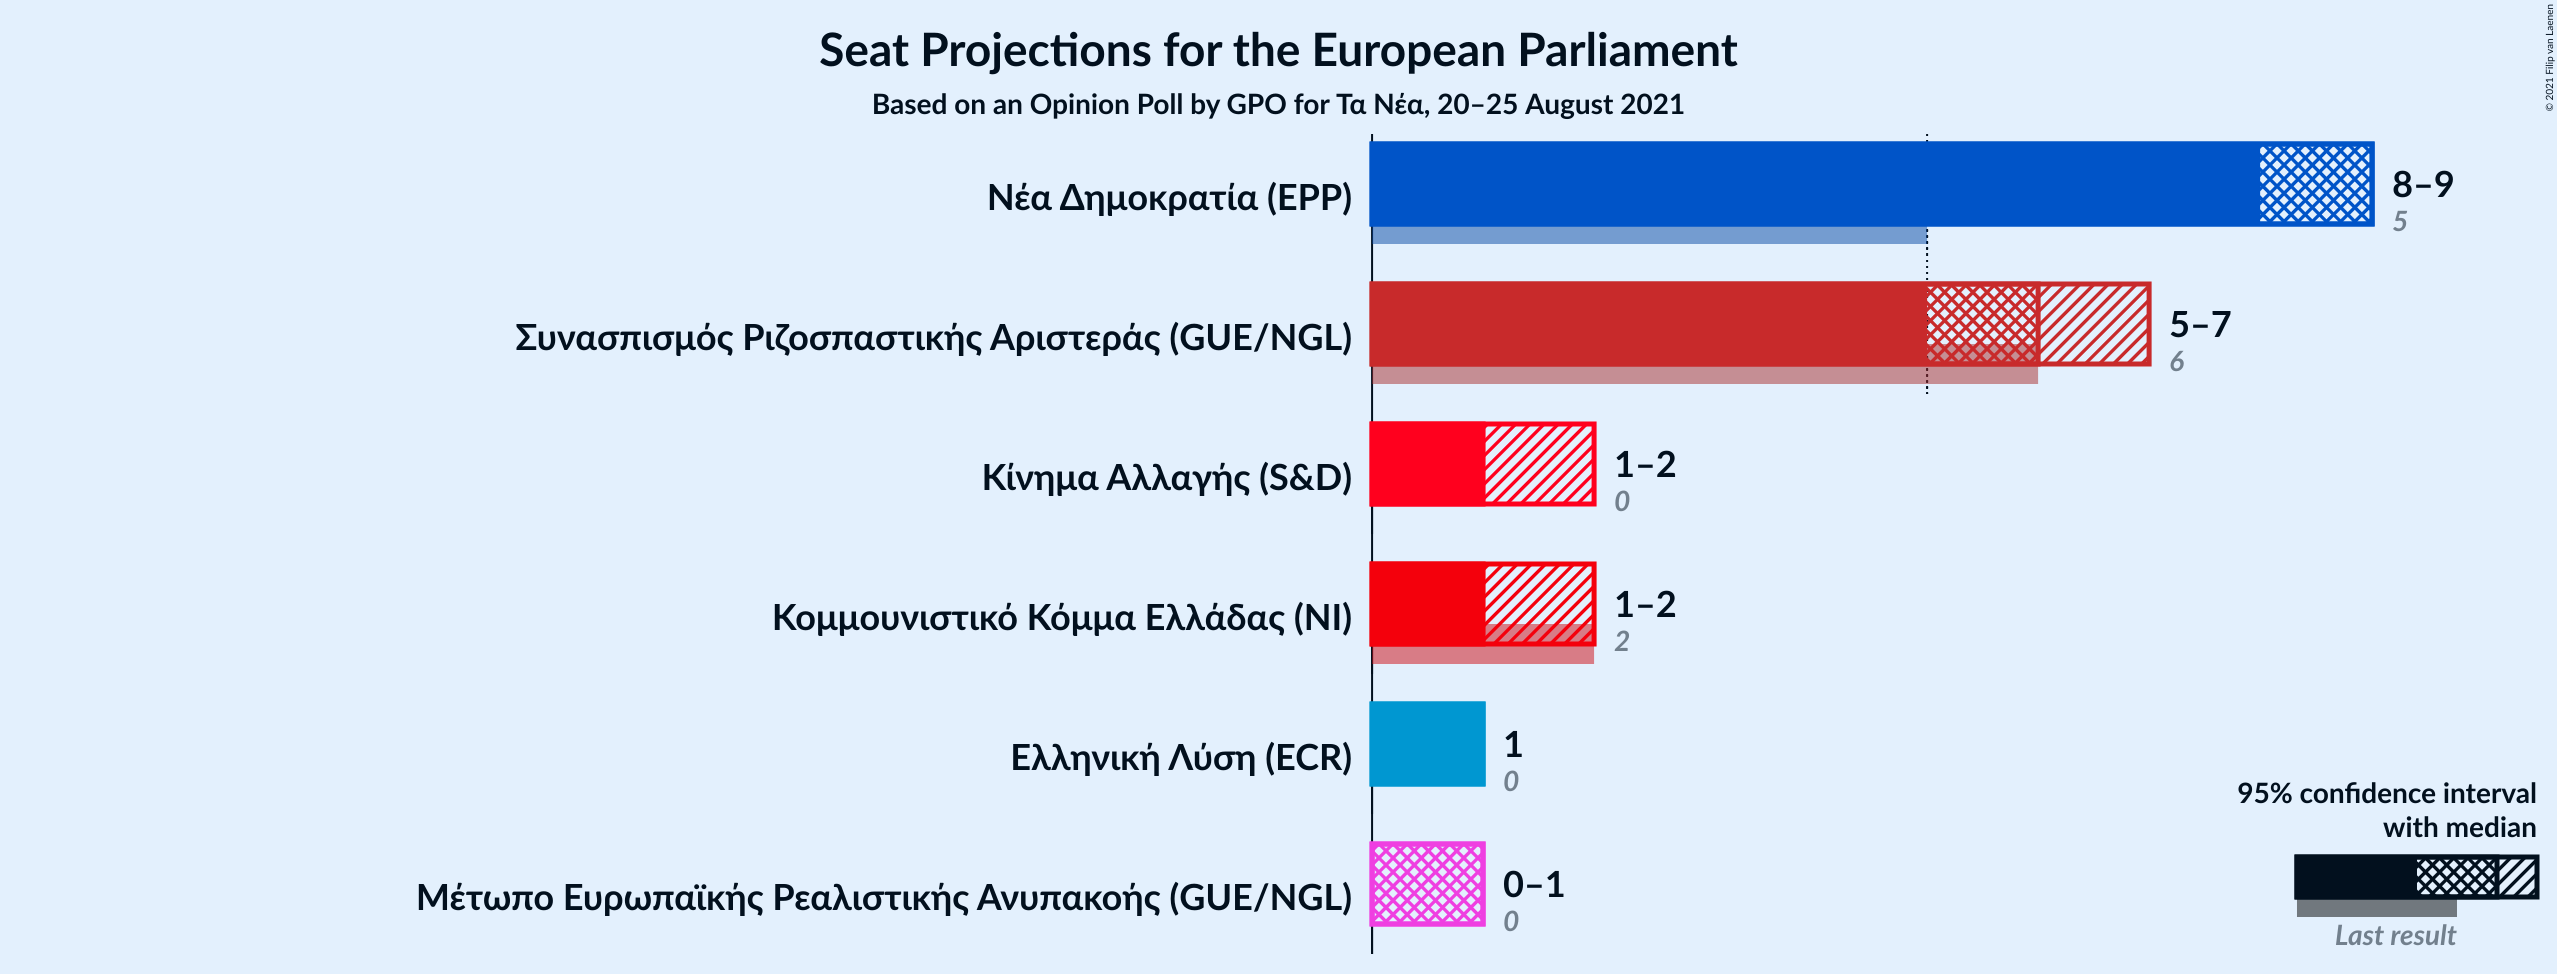 Seat Projections for the European Parliament
Based on an Opinion Poll by GPO for Τα Νέα, 20–25 August 2021
© 2021 Filip van Laenen
Νέα Δημοκρατία (EPP)
8–9
5
Συνασπισμός Ριζοσπαστικής Αριστεράς (GUE/NGL)
5–7
6
Κίνημα Αλλαγής (S&D)
1–2
0
Κομμουνιστικό Κόμμα Ελλάδας (NI)
1–2
2
Ελληνική Λύση (ECR)
1
0
Μέτωπο Ευρωπαϊκής Ρεαλιστικής Ανυπακοής (GUE/NGL)
0–1
0
95% confidence interval
with median
Last result